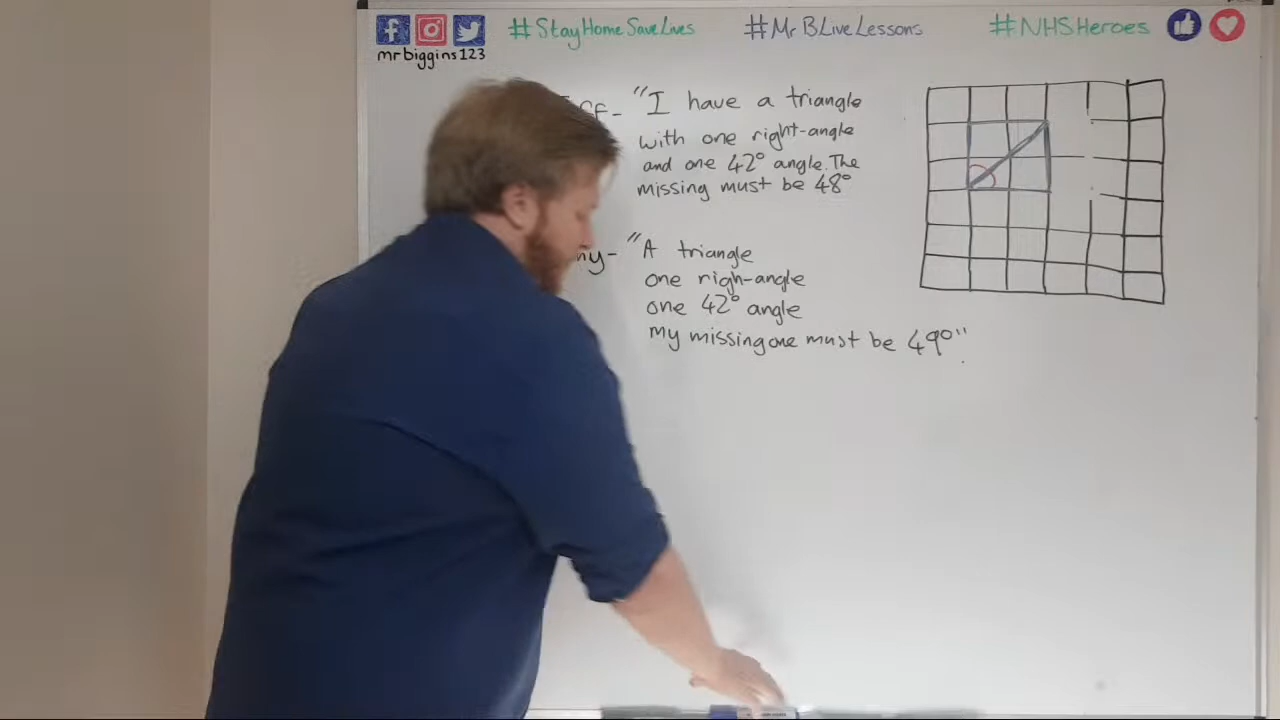 #StayHomeSaveLives #MrBLiveLessons #NHSHeroes
mrbiggins123
"I have a triangle
with one right-angle
and one 42° angle. The
missing must be 48°
"A triangle
one righ-angle
one 42° angle
my missing one must be 49°"